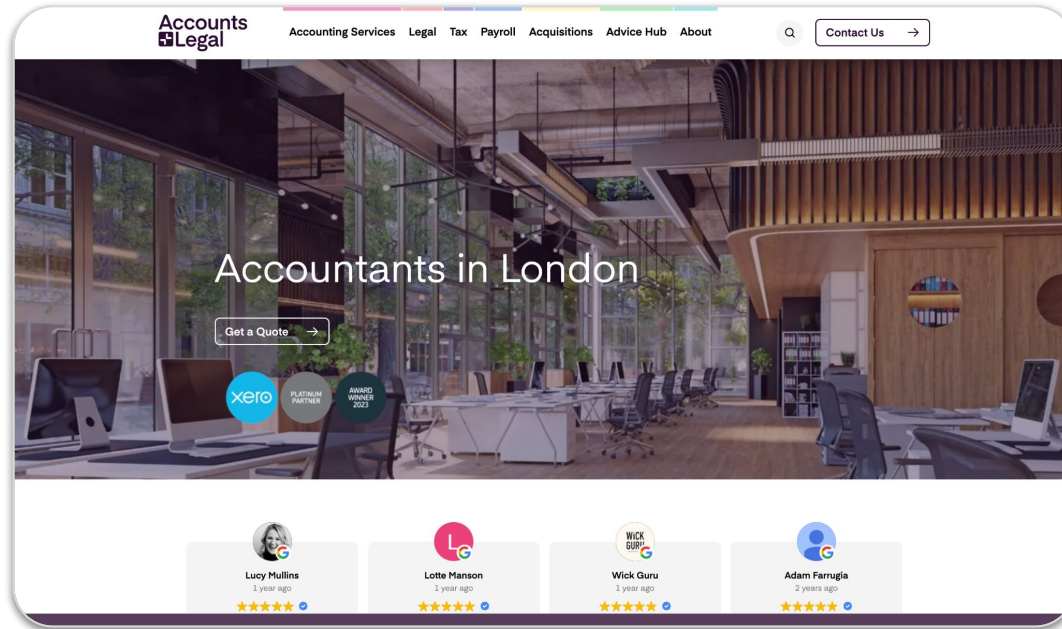 Accounts
Legal
Accounting Services Legal Tax Payroll Acquisitions Advice Hub About
Contact Us →
Accountants in London
Get a Quote →
xero
PLATINUM
PARTNER
AWARD
WINNER
2023
L
WiCK
GURU
Lucy Mullins
1 year ago
Lotte Manson
1 year ago
Wick Guru
1 year ago
Adam Farrugia
2 years ago